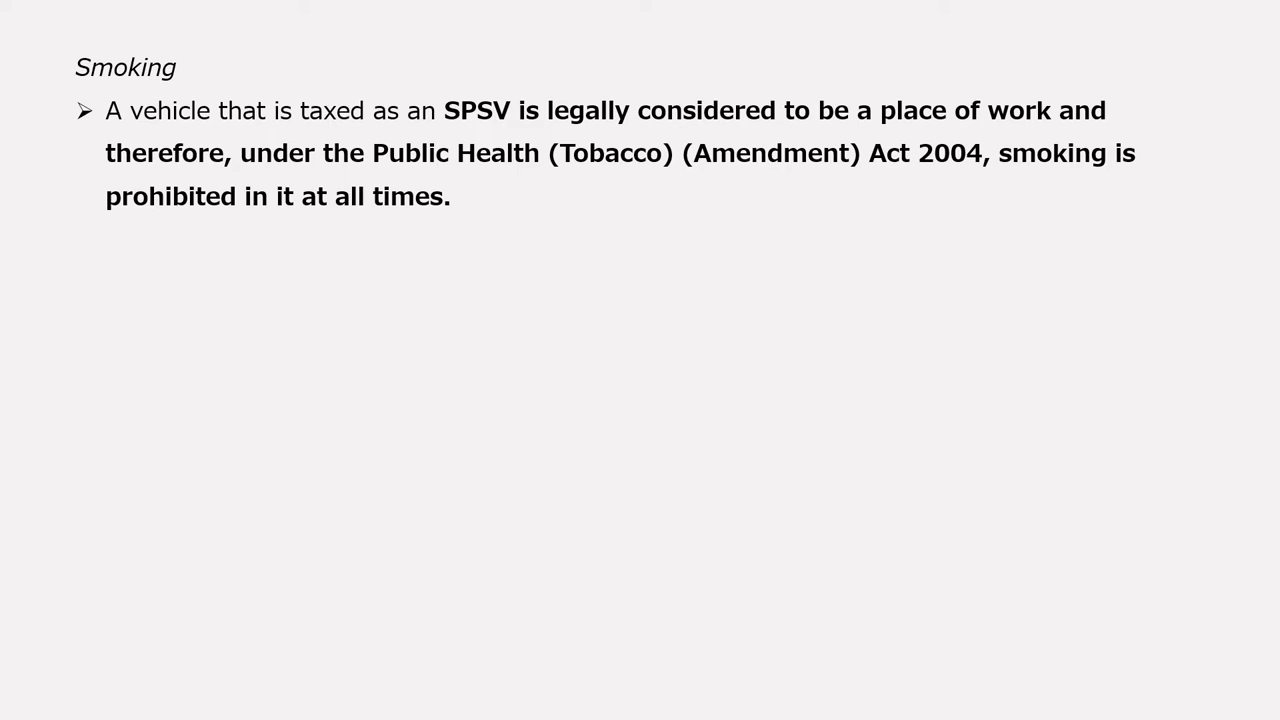 Smoking
➢ A vehicle that is taxed as an SPSV is legally considered to be a place of work and
therefore, under the Public Health (Tobacco) (Amendment) Act 2004, smoking is
prohibited in it at all times.